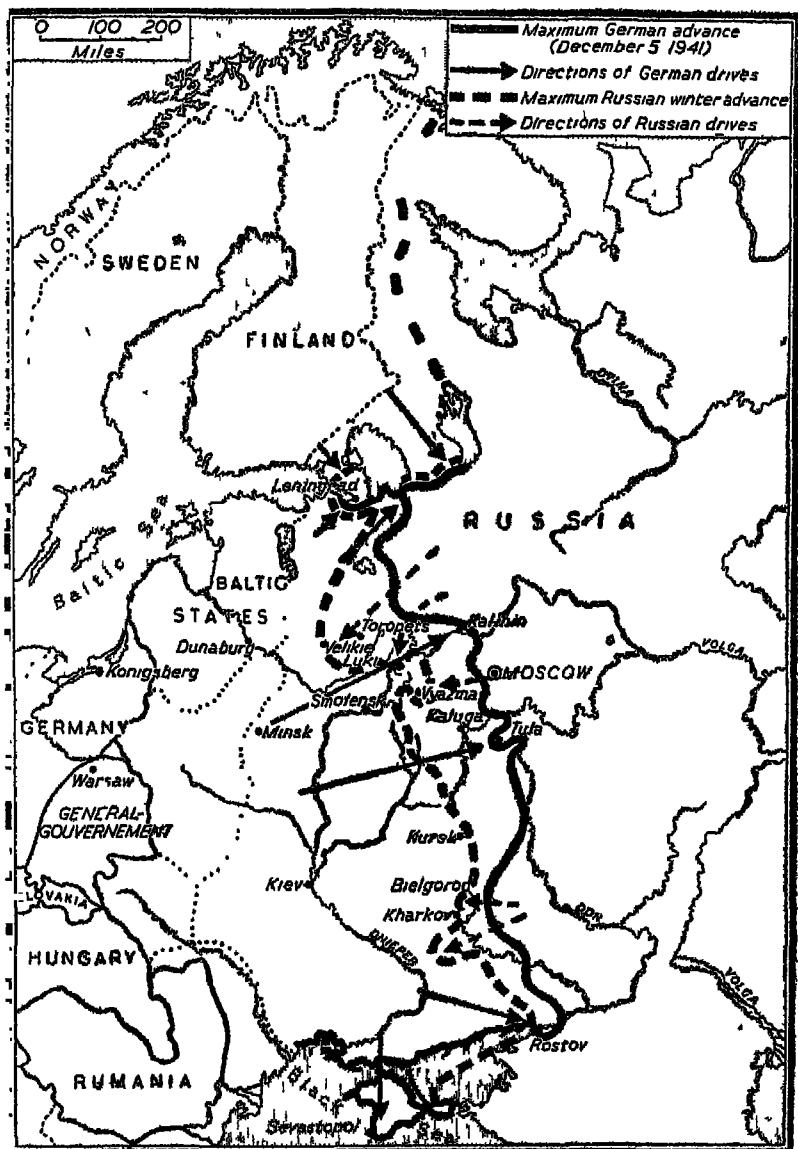 0 100 200
Miles
Maximum German advance
(December 5 1941)
Directions of German drives
Maximum Russian winter advance
Directions of Russian drives
NORWAY
SWEDEN
FINLAND
DVINA
Leningrad
RUSSIA
Baltic Sea
BALTIC
STATES
Toropets
Kalinin
Dunaburg
Velikie
Luki
VOLGA
Konigsberg
MOSCOW
Smolensk
Vyazma
Kaluga
GERMANY
Minsk
Tula
Warsaw
GENERAL-
GOUVERNEMENT
Kursk
Kiev
Bielgorod
SLOVAKIA
Kharkov
DON
DNIEPER
HUNGARY
VOLGA
Rostov
RUMANIA
Black
Sea
Sevastopol